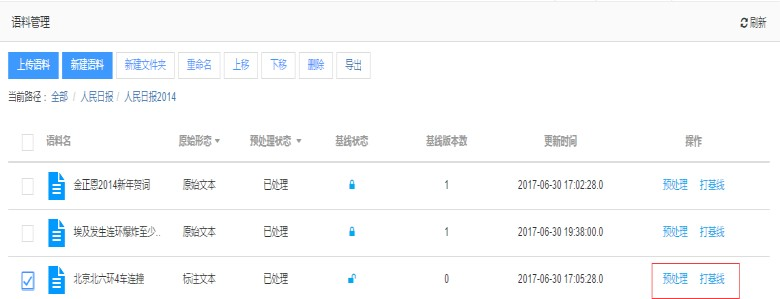 语料管理 刷新
上传语料 新建语料 新建文件夹 重命名 上移 下移 删除 导出
当前路径： 全部 / 人民日报 / 人民日报2014
语料名 原始形态 预处理状态 基线状态 基线版本数 更新时间 操作
金正恩2014新年贺词 原始文本 已处理 1 2017-06-30 17:02:28.0 预处理 打基线
埃及发生连环爆炸至少.. 原始文本 已处理 1 2017-06-30 19:38:00.0 预处理 打基线
北京北六环4车连撞 标注文本 已处理 0 2017-06-30 17:05:28.0 预处理 打基线